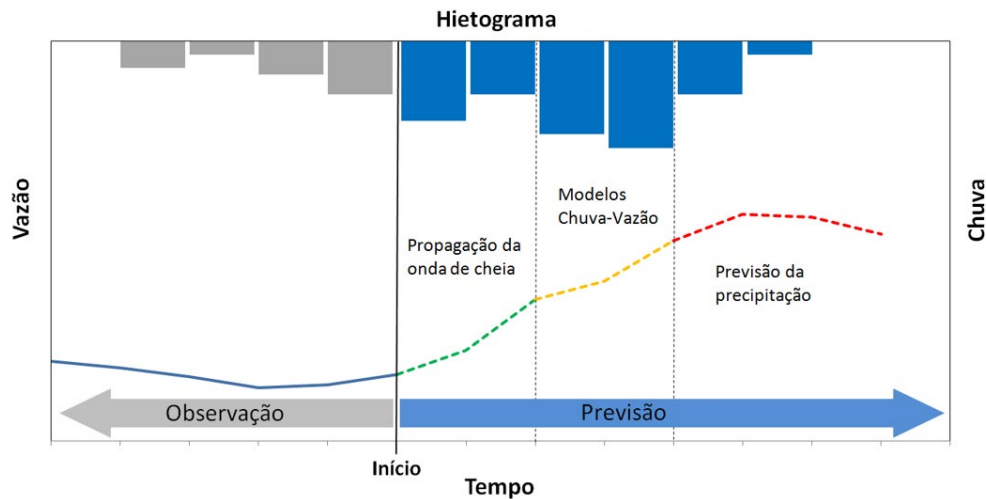 Hietograma
Vazão
Chuva
Modelos
Chuva-Vazão
Propagação da
onda de cheia
Previsão da
precipitação
Observação
Previsão
Início
Tempo